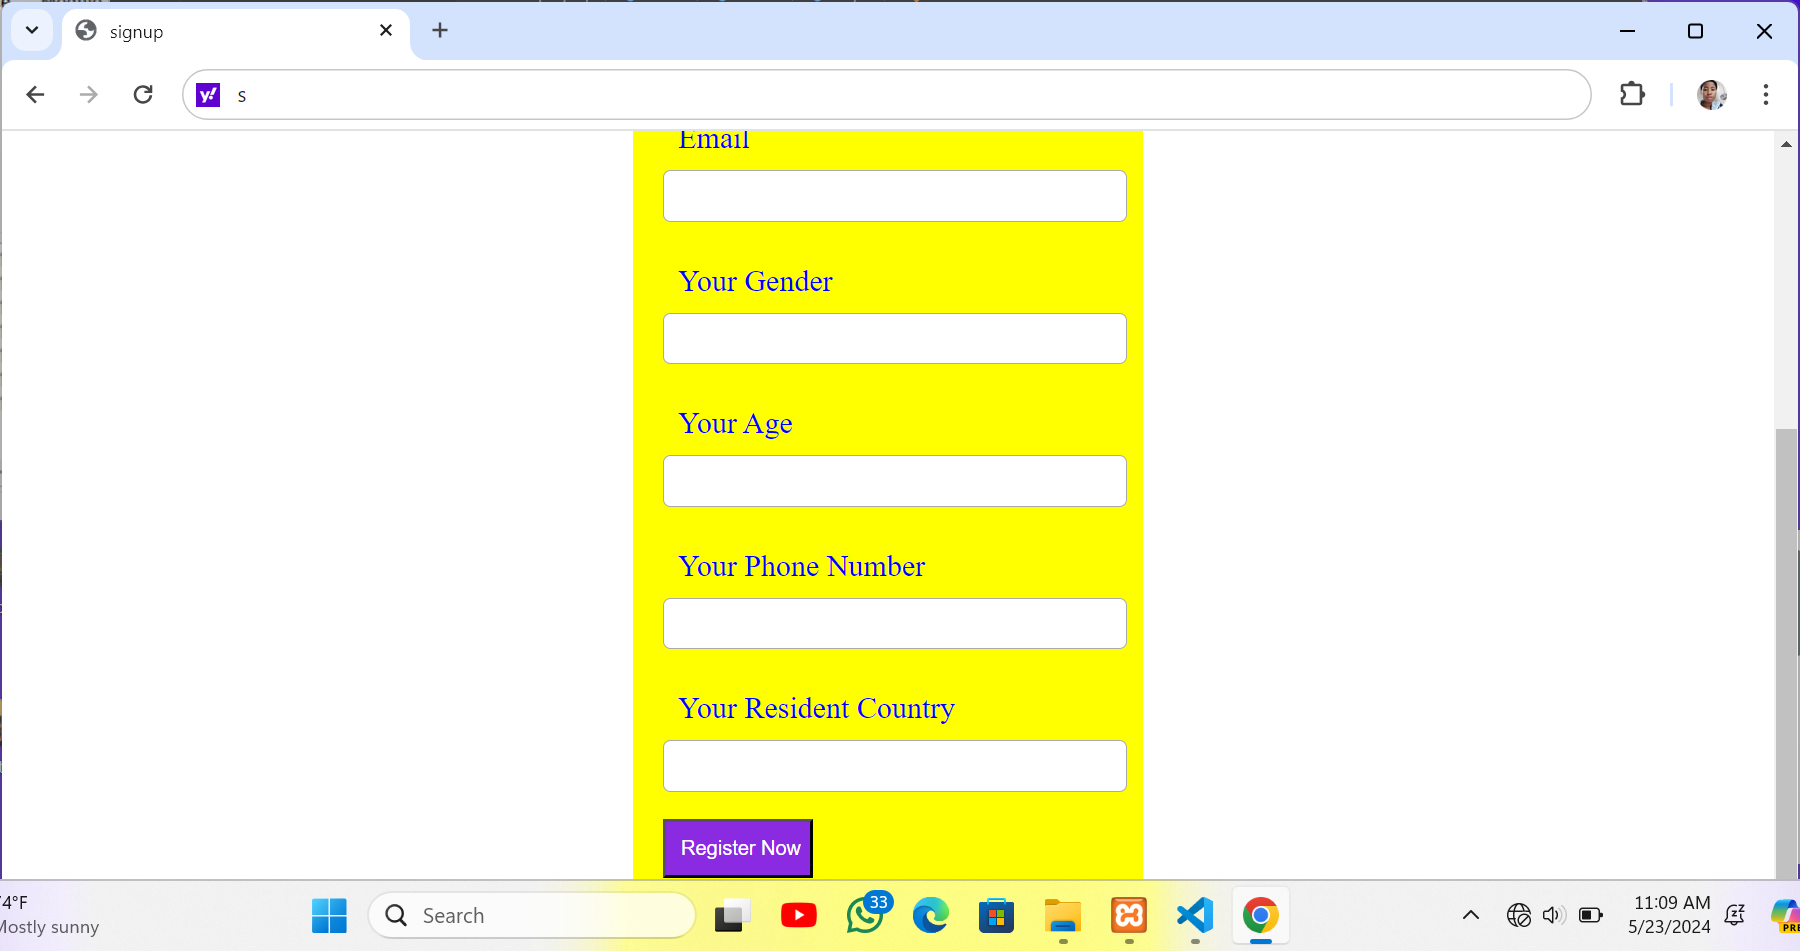 signup
y!
s
Email
Your Gender
Your Age
Your Phone Number
Your Resident Country
Register Now
4°F
Mostly sunny
Search
33
11:09 AM
5/23/2024
PRE